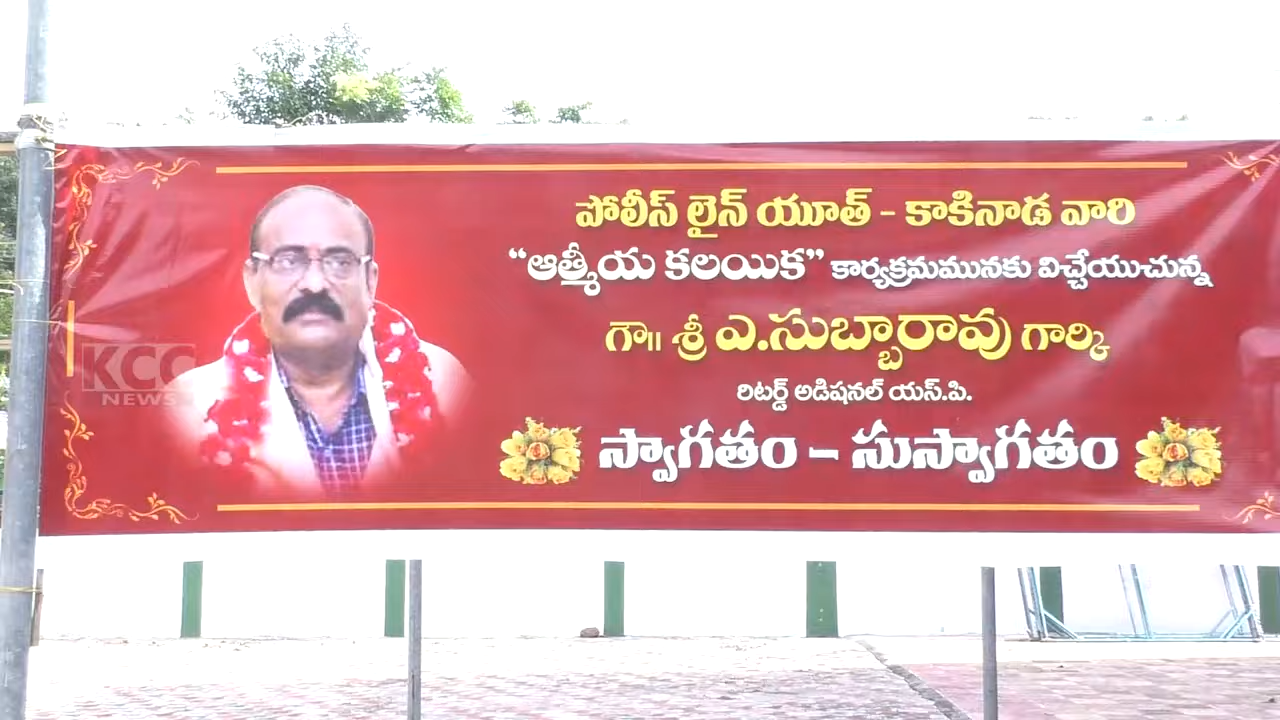 పోలీస్ లైన్ యూత్ - కాకినాడ వారి
“ఆత్మీయ కలయిక” కార్యక్రమమునకు విచ్చేయుచున్న
గౌ॥ శ్రీ ఎ.సుబ్బారావు గార్కి
రిటర్డ్ అడిషనల్ యస్.పి.
స్వాగతం – సుస్వాగతం
KCC
NEWS